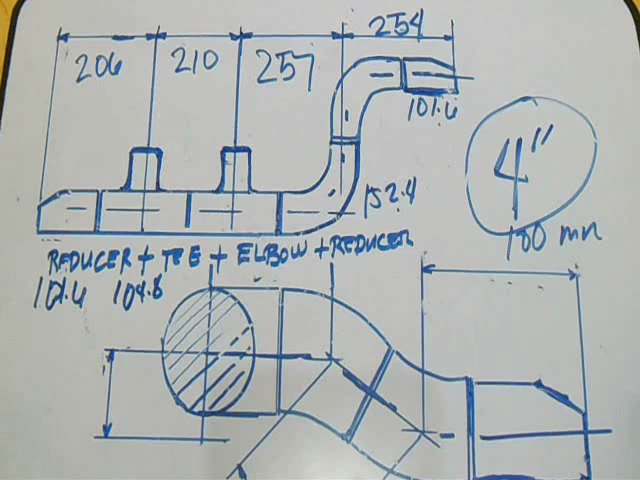 254
206 210 257
101.6
4"
152.4
100 mm
REDUCER + TEE + ELBOW + REDUCER
101.6 104.8